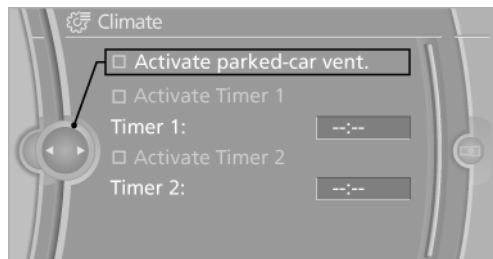 Climate
Activate parked-car vent.
Activate Timer 1
Timer 1: --:--
Activate Timer 2
Timer 2: --:--